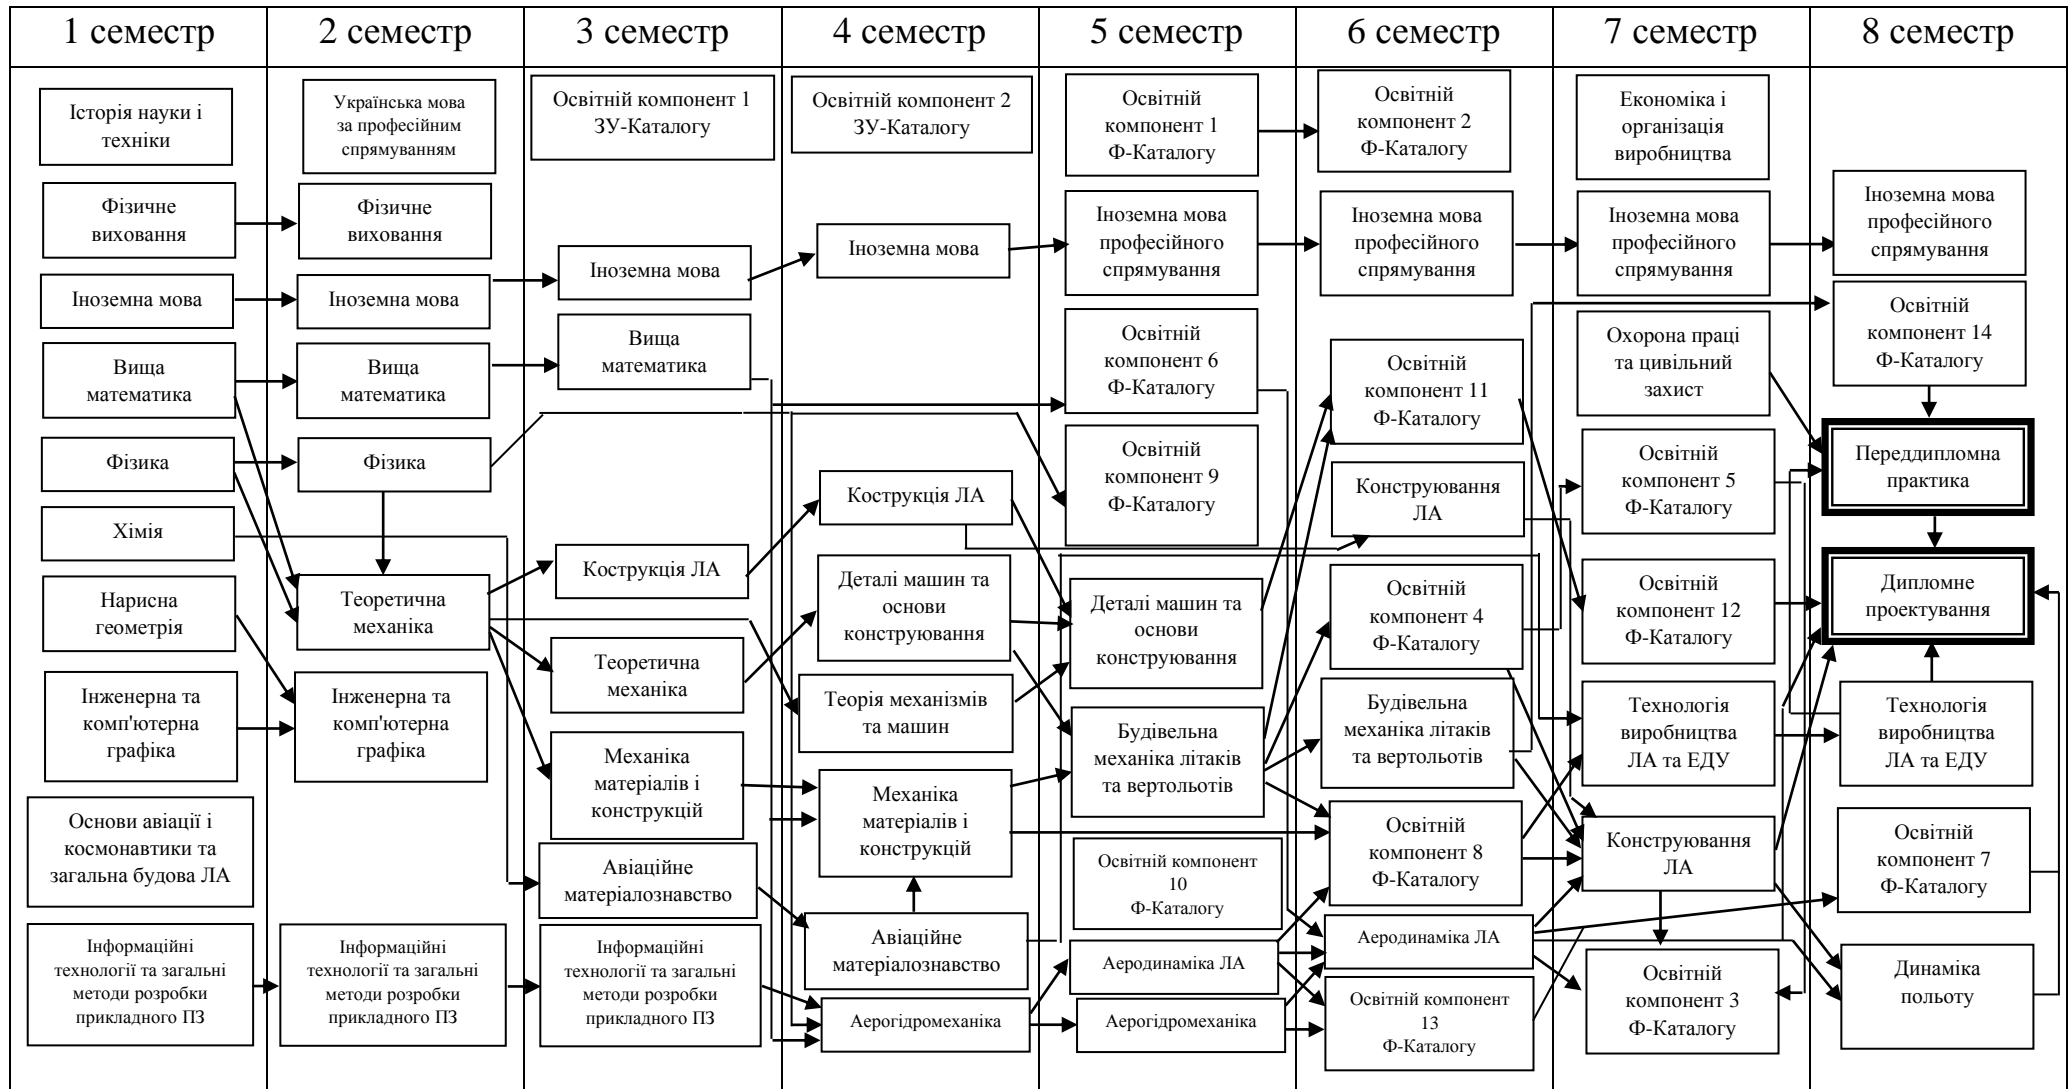 1 семестр
2 семестр
3 семестр
4 семестр
5 семестр
6 семестр
7 семестр
8 семестр
Історія науки і
техніки
Фізичне
виховання
Іноземна мова
Вища
математика
Фізика
Хімія
Нарисна
геометрія
Інженерна та
комп'ютерна
графіка
Основи авіації і
космонавтики та
загальна будова ЛА
Інформаційні
технології та загальні
методи розробки
прикладного ПЗ
Українська мова
за професійним
спрямуванням
Фізичне
виховання
Іноземна мова
Вища
математика
Фізика
Теоретична
механіка
Інженерна та
комп'ютерна
графіка
Інформаційні
технології та загальні
методи розробки
прикладного ПЗ
Освітній компонент 1
ЗУ-Каталогу
Іноземна мова
Вища
математика
Кострукція ЛА
Теоретична
механіка
Механіка
матеріалів і
конструкцій
Авіаційне
матеріалознавство
Інформаційні
технології та загальні
методи розробки
прикладного ПЗ
Освітній компонент 2
ЗУ-Каталогу
Іноземна мова
Кострукція ЛА
Деталі машин та
основи
конструювання
Теорія механізмів
та машин
Механіка
матеріалів і
конструкцій
Авіаційне
матеріалознавство
Аерогідромеханіка
Освітній
компонент 1
Ф-Каталогу
Іноземна мова
професійного
спрямування
Освітній
компонент 6
Ф-Каталогу
Освітній
компонент 9
Ф-Каталогу
Деталі машин та
основи
конструювання
Будівельна
механіка літаків
та вертольотів
Освітній компонент
10
Ф-Каталогу
Аеродинаміка ЛА
Аерогідромеханіка
Освітній
компонент 2
Ф-Каталогу
Іноземна мова
професійного
спрямування
Освітній
компонент 11
Ф-Каталогу
Конструювання
ЛА
Освітній
компонент 4
Ф-Каталогу
Будівельна
механіка літаків
та вертольотів
Освітній
компонент 8
Ф-Каталогу
Аеродинаміка ЛА
Освітній компонент
13
Ф-Каталогу
Економіка і
організація
виробництва
Іноземна мова
професійного
спрямування
Охорона праці
та цивільний
захист
Освітній
компонент 5
Ф-Каталогу
Освітній
компонент 12
Ф-Каталогу
Технологія
виробництва
ЛА та ЕДУ
Конструювання
ЛА
Освітній
компонент 3
Ф-Каталогу
Іноземна мова
професійного
спрямування
Освітній
компонент 14
Ф-Каталогу
Переддипломна
практика
Дипломне
проектування
Технологія
виробництва
ЛА та ЕДУ
Освітній
компонент 7
Ф-Каталогу
Динаміка
польоту